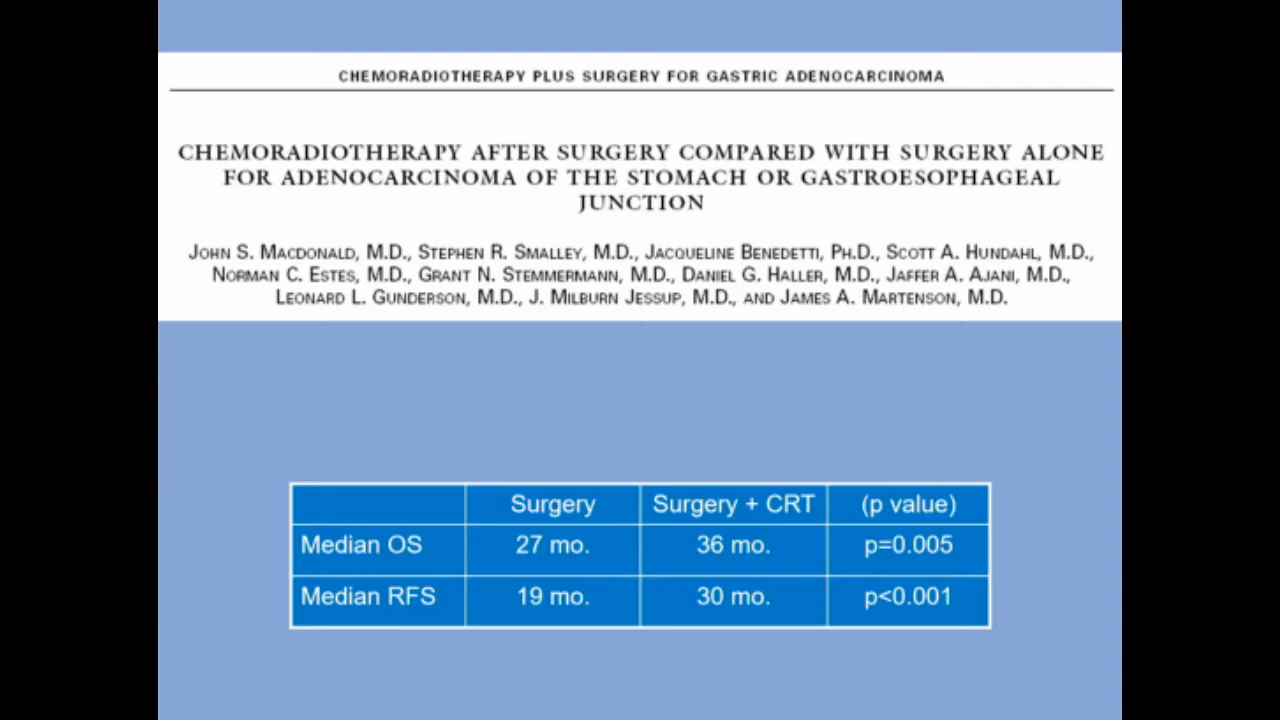 CHEMORADIOTHERAPY PLUS SURGERY FOR GASTRIC ADENOCARCINOMA
CHEMORADIOTHERAPY AFTER SURGERY COMPARED WITH SURGERY ALONE
FOR ADENOCARCINOMA OF THE STOMACH OR GASTROESOPHAGEAL
JUNCTION
JOHN S. MACDONALD, M.D., STEPHEN R. SMALLEY, M.D., JACQUELINE BENEDETTI, PH.D., SCOTT A. HUNDAHL, M.D.,
NORMAN C. ESTES, M.D., GRANT N. STEMMERMANN, M.D., DANIEL G. HALLER, M.D., JAFFER A. AJANI, M.D.,
LEONARD L. GUNDERSON, M.D., J. MILBURN JESSUP, M.D., AND JAMES A. MARTENSON, M.D.
Surgery Surgery + CRT (p value)
Median OS 27 mo. 36 mo. p=0.005
Median RFS 19 mo. 30 mo. p<0.001